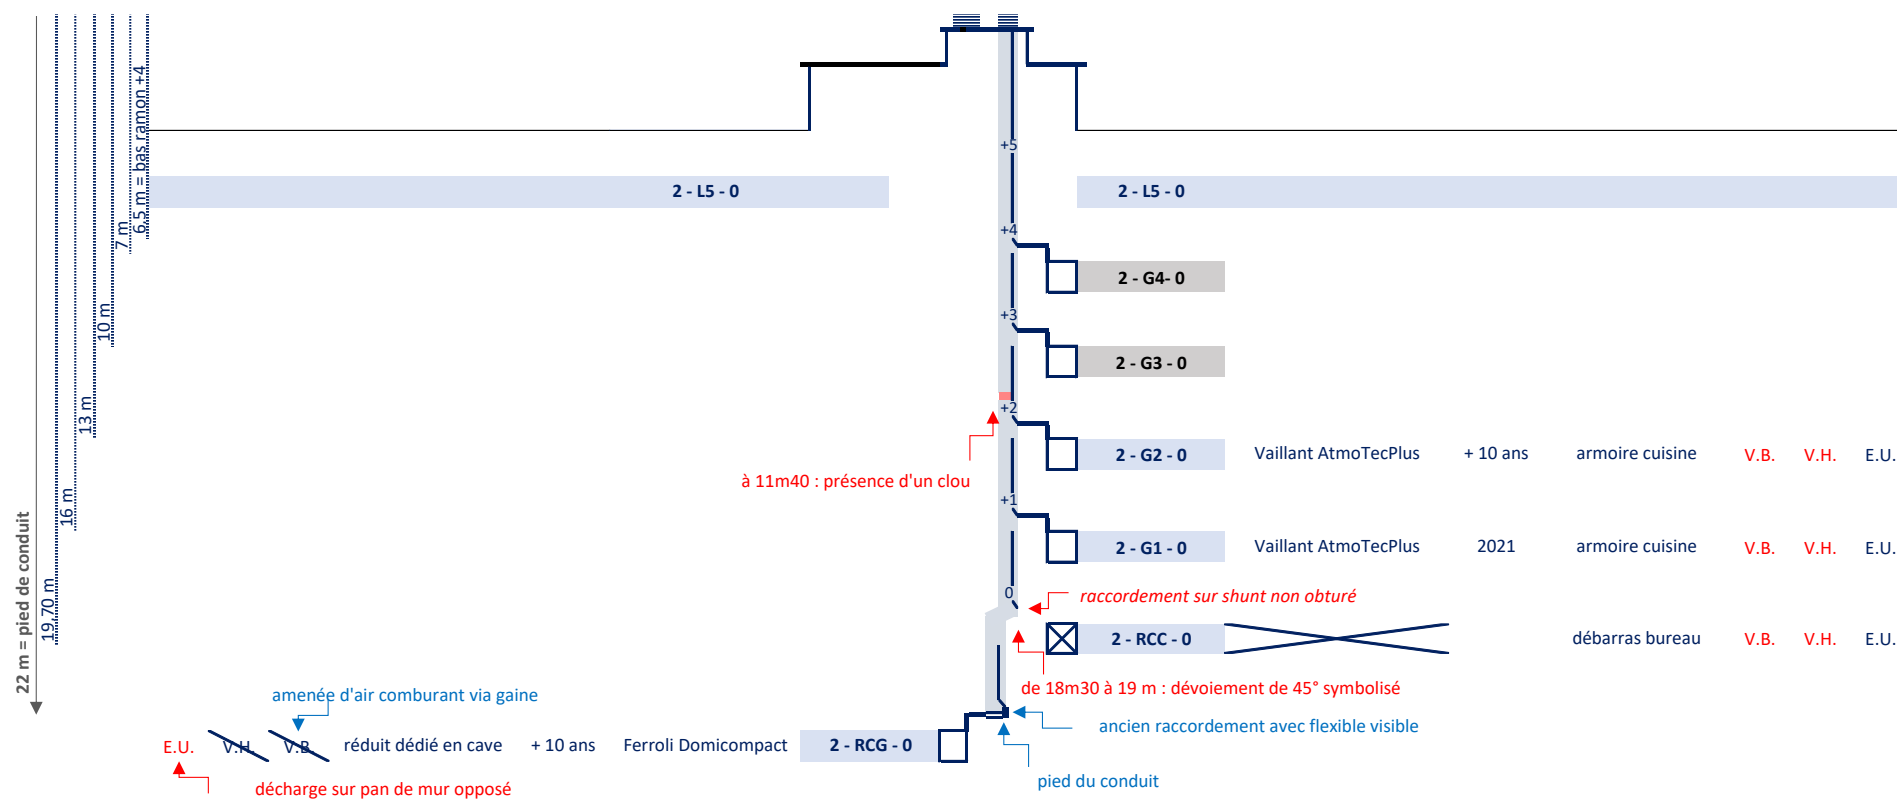 6,5 m = bas ramon +4
7 m
10 m
13 m
16 m
19,70 m
22 m = pied de conduit
+5
2 - L5 - 0
2 - L5 - 0
+4
2 - G4- 0
+3
2 - G3 - 0
+2
2 - G2 - 0 Vaillant AtmoTecPlus + 10 ans armoire cuisine V.B. V.H. E.U.
à 11m40 : présence d'un clou
+1
2 - G1 - 0 Vaillant AtmoTecPlus 2021 armoire cuisine V.B. V.H. E.U.
0
raccordement sur shunt non obturé
2 - RCC - 0 débarras bureau V.B. V.H. E.U.
de 18m30 à 19 m : dévoiement de 45° symbolisé
amenée d'air comburant via gaine
ancien raccordement avec flexible visible
E.U. V.H. V.B. réduit dédié en cave + 10 ans Ferroli Domicompact 2 - RCG - 0
pied du conduit
décharge sur pan de mur opposé